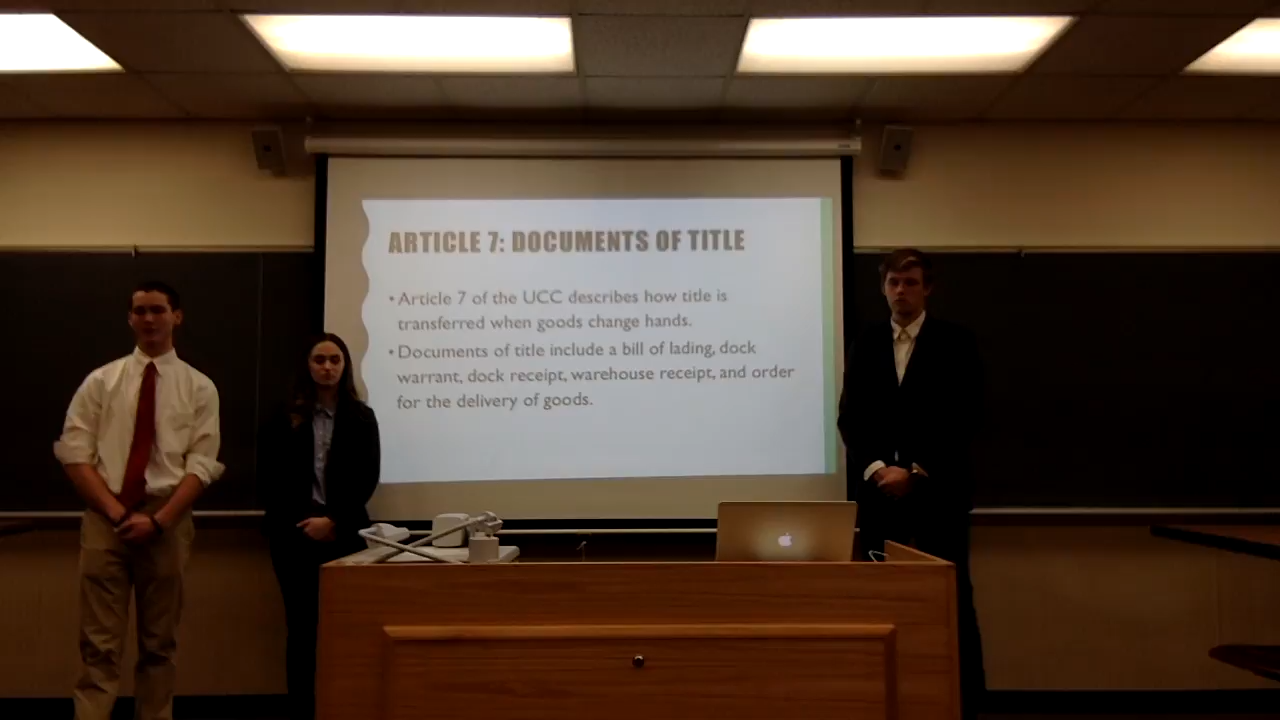 ARTICLE 7: DOCUMENTS OF TITLE
• Article 7 of the UCC describes how title is
transferred when goods change hands.
• Documents of title include a bill of lading, dock
warrant, dock receipt, warehouse receipt, and order
for the delivery of goods.